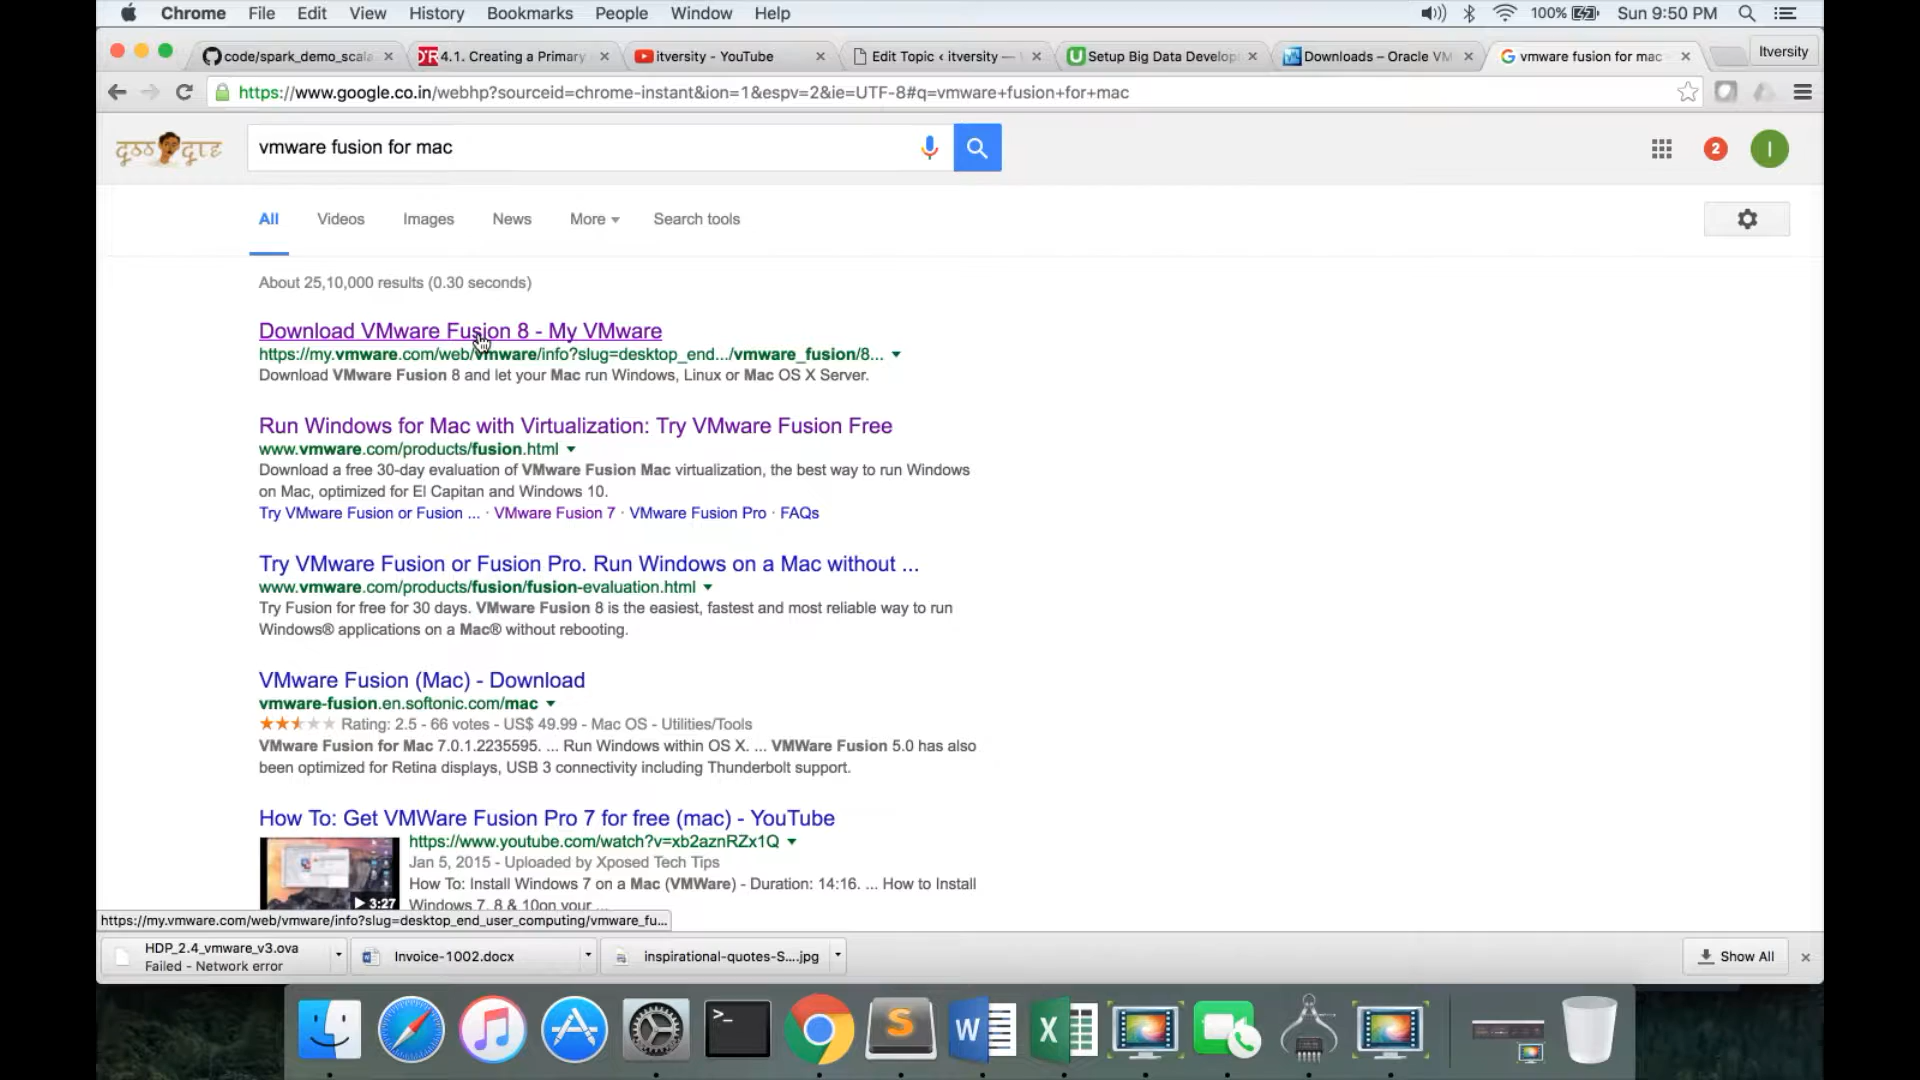 Chrome File Edit View History Bookmarks People Window Help 100% Sun 9:50 PM
code/spark_demo_scala 4.1. Creating a Primary itversity - YouTube Edit Topic ‹ itversity — Setup Big Data Develop Downloads – Oracle VM vmware fusion for mac Itversity
https://www.google.co.in/webhp?sourceid=chrome-instant&ion=1&espv=2&ie=UTF-8#q=vmware+fusion+for+mac
vmware fusion for mac 2 I
All Videos Images News More Search tools
About 25,10,000 results (0.30 seconds)
Download VMware Fusion 8 - My VMware
https://my.vmware.com/web/vmware/info?slug=desktop_end.../vmware_fusion/8...
Download VMware Fusion 8 and let your Mac run Windows, Linux or Mac OS X Server.
Run Windows for Mac with Virtualization: Try VMware Fusion Free
www.vmware.com/products/fusion.html
Download a free 30-day evaluation of VMware Fusion Mac virtualization, the best way to run Windows
on Mac, optimized for El Capitan and Windows 10.
Try VMware Fusion or Fusion ... · VMware Fusion 7 · VMware Fusion Pro · FAQs
Try VMware Fusion or Fusion Pro. Run Windows on a Mac without ...
www.vmware.com/products/fusion/fusion-evaluation.html
Try Fusion for free for 30 days. VMware Fusion 8 is the easiest, fastest and most reliable way to run
Windows® applications on a Mac® without rebooting.
VMware Fusion (Mac) - Download
vmware-fusion.en.softonic.com/mac
Rating: 2.5 - 66 votes - US$ 49.99 - Mac OS - Utilities/Tools
VMware Fusion for Mac 7.0.1.2235595. ... Run Windows within OS X. ... VMWare Fusion 5.0 has also
been optimized for Retina displays, USB 3 connectivity including Thunderbolt support.
How To: Get VMWare Fusion Pro 7 for free (mac) - YouTube
https://www.youtube.com/watch?v=xb2aznRZx1Q
Jan 5, 2015 - Uploaded by Xposed Tech Tips
How To: Install Windows 7 on a Mac (VMWare) - Duration: 14:16. ... How to Install
3:27 Windows 7, 8 & 10on your ...
https://my.vmware.com/web/vmware/info?slug=desktop_end_user_computing/vmware_fu...
HDP_2.4_vmware_v3.ova
Failed - Network error
Invoice-1002.docx
inspirational-quotes-S....jpg
Show All